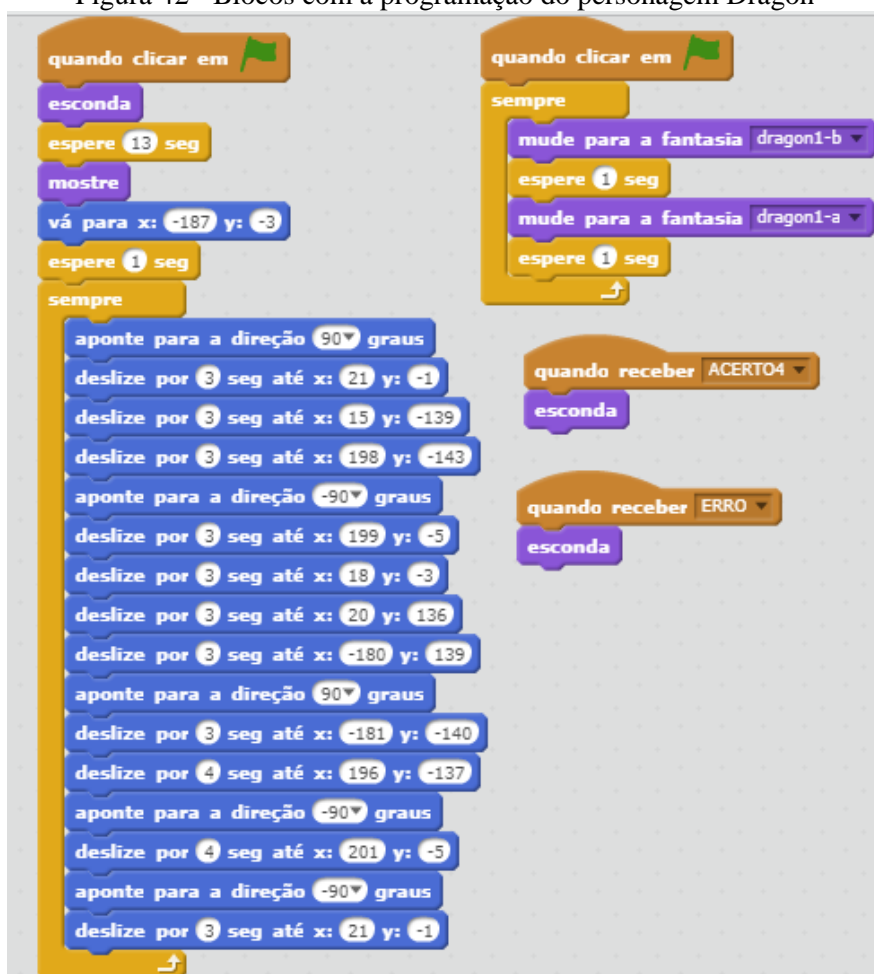 Figura 42 - Blocos com a programação do personagem Dragon
quando clicar em
esconda
espere 13 seg
mostre
vá para x: -187 y: -3
espere 1 seg
sempre
aponte para a direção 90 graus
deslize por 3 seg até x: 21 y: -1
deslize por 3 seg até x: 15 y: -139
deslize por 3 seg até x: 198 y: -143
aponte para a direção -90 graus
deslize por 3 seg até x: 199 y: -5
deslize por 3 seg até x: 18 y: -3
deslize por 3 seg até x: 20 y: 136
deslize por 3 seg até x: -180 y: 139
aponte para a direção 90 graus
deslize por 3 seg até x: -181 y: -140
deslize por 4 seg até x: 196 y: -137
aponte para a direção -90 graus
deslize por 4 seg até x: 201 y: -5
aponte para a direção -90 graus
deslize por 3 seg até x: 21 y: -1
quando clicar em
sempre
mude para a fantasia dragon1-b
espere 1 seg
mude para a fantasia dragon1-a
espere 1 seg
quando receber ACERTO4
esconda
quando receber ERRO
esconda